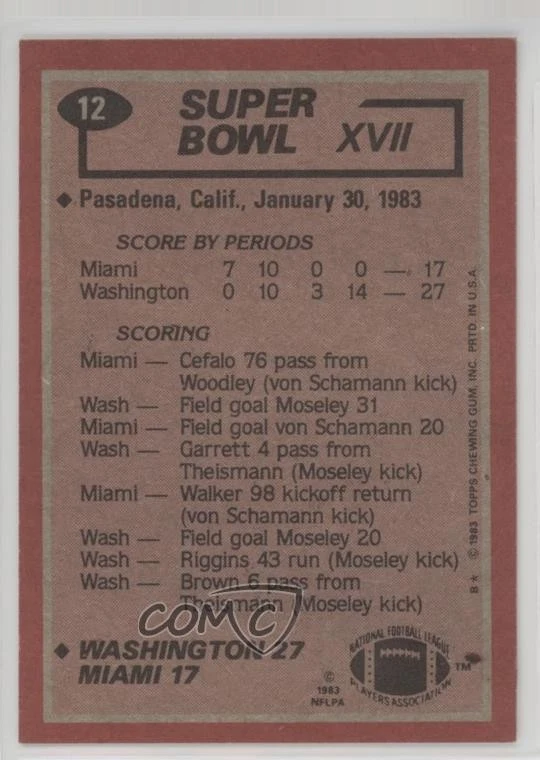 12
SUPER
BOWL XVII
◆ Pasadena, Calif., January 30, 1983
SCORE BY PERIODS
Miami 7 10 0 0 — 17
Washington 0 10 3 14 — 27
SCORING
Miami — Cefalo 76 pass from
Woodley (von Schamann kick)
Wash — Field goal Moseley 31
Miami — Field goal von Schamann 20
Wash — Garrett 4 pass from
Theismann (Moseley kick)
Miami — Walker 98 kickoff return
(von Schamann kick)
Wash — Field goal Moseley 20
Wash — Riggins 43 run (Moseley kick)
Wash — Brown 6 pass from
Theismann (Moseley kick)
COMC
◆ WASHINGTON 27
MIAMI 17
© 
1983
NFLPA
NATIONAL FOOTBALL LEAGUE
PLAYERS ASSOCIATION
TM
B* © 1983 TOPPS CHEWING GUM, INC. PRTD. IN U.S.A.